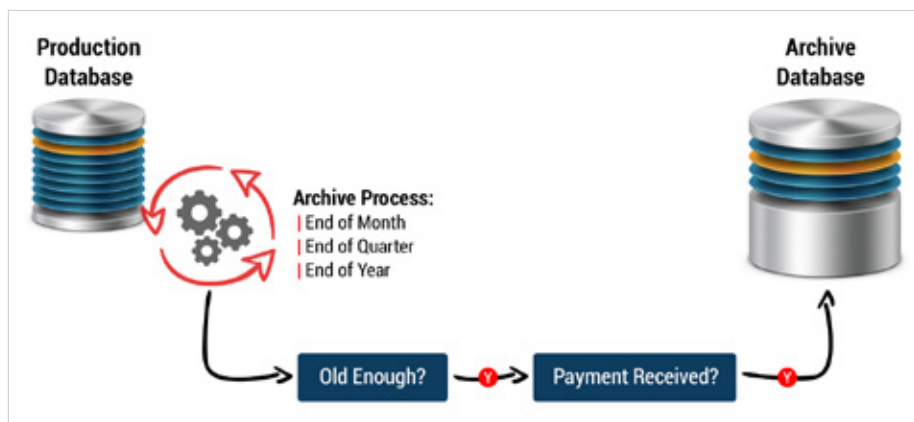 Production
Database
Archive
Database
Archive Process:
End of Month
End of Quarter
End of Year
Old Enough?
Y
Payment Received?
Y